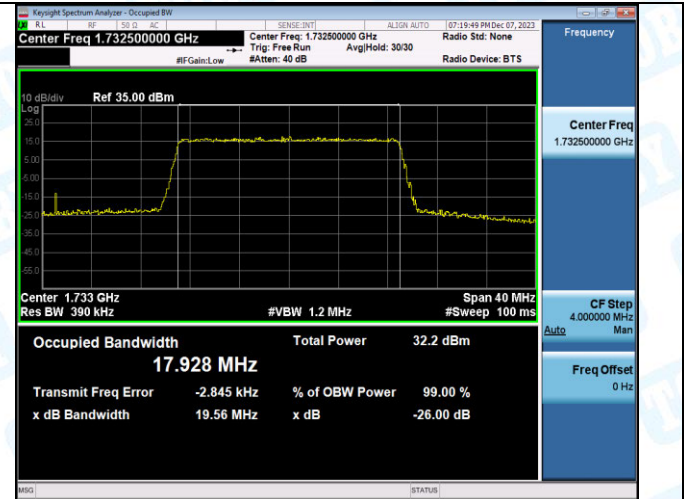 Keysight Spectrum Analyzer - Occupied BW
RL RF 50 Ω AC SENSE:INT ALIGN AUTO 07:19:49 PM Dec 07, 2023
Center Freq 1.732500000 GHz
Center Freq: 1.732500000 GHz
Radio Std: None
Trig: Free Run Avg|Hold: 30/30
#IFGain:Low #Atten: 40 dB
Radio Device: BTS
Frequency
10 dB/div Ref 35.00 dBm
Log
25.0
15.0
5.00
-5.00
-15.0
-25.0
-35.0
-45.0
-55.0
Center Freq
1.732500000 GHz
Center 1.733 GHz Span 40 MHz
Res BW 390 kHz #VBW 1.2 MHz #Sweep 100 ms
CF Step
4.000000 MHz
Auto Man
Occupied Bandwidth Total Power 32.2 dBm
17.928 MHz
Transmit Freq Error -2.845 kHz % of OBW Power 99.00 %
x dB Bandwidth 19.56 MHz x dB -26.00 dB
Freq Offset
0 Hz
MSG STATUS